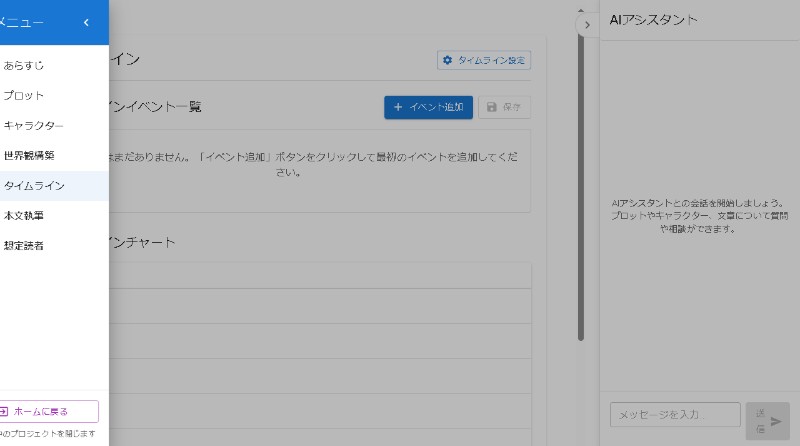 メニュー
あらすじ
プロット
キャラクター
世界観構築
タイムライン
本文執筆
想定読者
ホームに戻る
のプロジェクトを閉じます
イン
タイムライン設定
インイベント一覧
イベント追加
保存
はまだありません。「イベント追加」ボタンをクリックして最初のイベントを追加してくだ
さい。
インチャート
AIアシスタント
AIアシスタントとの会話を開始しましょう。
プロットやキャラクター、文章について質問
や相談ができます。
メッセージを入力...
送
信